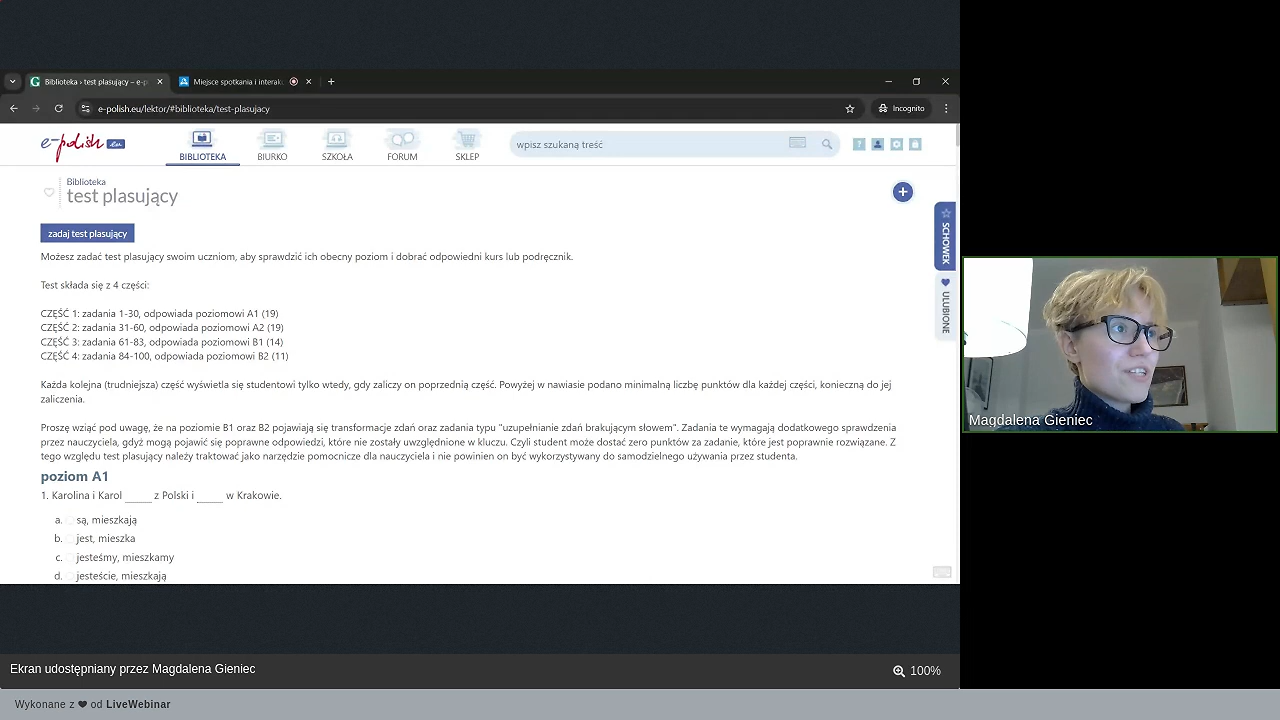 Biblioteka › test plasujący – e-p
Miejsce spotkania i interak
e-polish.eu/lektor/#biblioteka/test-plasujacy
Incognito
e-polish .eu
BIBLIOTEKA
BIURKO
SZKOŁA
FORUM
SKLEP
wpisz szukaną treść
Biblioteka
test plasujący
zadaj test plasujący
SCHOWEK
ULUBIONE
Możesz zadać test plasujący swoim uczniom, aby sprawdzić ich obecny poziom i dobrać odpowiedni kurs lub podręcznik.
Test składa się z 4 części:
CZĘŚĆ 1: zadania 1-30, odpowiada poziomowi A1 (19)
CZĘŚĆ 2: zadania 31-60, odpowiada poziomowi A2 (19)
CZĘŚĆ 3: zadania 61-83, odpowiada poziomowi B1 (14)
CZĘŚĆ 4: zadania 84-100, odpowiada poziomowi B2 (11)
Każda kolejna (trudniejsza) część wyświetla się studentowi tylko wtedy, gdy zaliczy on poprzednią część. Powyżej w nawiasie podano minimalną liczbę punktów dla każdej części, konieczną do jej
zaliczenia.
Proszę wziąć pod uwagę, że na poziomie B1 oraz B2 pojawiają się transformacje zdań oraz zadania typu "uzupełnianie zdań brakującym słowem". Zadania te wymagają dodatkowego sprawdzenia
przez nauczyciela, gdyż mogą pojawić się poprawne odpowiedzi, które nie zostały uwzględnione w kluczu. Czyli student może dostać zero punktów za zadanie, które jest poprawnie rozwiązane. Z
tego względu test plasujący należy traktować jako narzędzie pomocnicze dla nauczyciela i nie powinien on być wykorzystywany do samodzielnego używania przez studenta.
poziom A1
1. Karolina i Karol _____ z Polski i _____ w Krakowie.
a. są, mieszkają
b. jest, mieszka
c. jesteśmy, mieszkamy
d. jesteście, mieszkają
Magdalena Gieniec
Ekran udostępniany przez Magdalena Gieniec
100%
Wykonane z ❤ od LiveWebinar